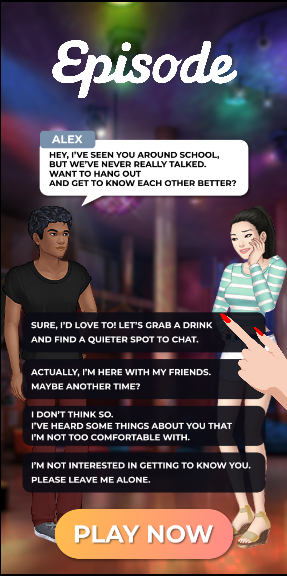 Episode
ALEX
HEY, I'VE SEEN YOU AROUND SCHOOL,
BUT WE'VE NEVER REALLY TALKED.
WANT TO HANG OUT
AND GET TO KNOW EACH OTHER BETTER?
SURE, I'D LOVE TO! LET'S GRAB A DRINK
AND FIND A QUIETER SPOT TO CHAT.
ACTUALLY, I'M HERE WITH MY FRIENDS.
MAYBE ANOTHER TIME?
I DON'T THINK SO.
I'VE HEARD SOME THINGS ABOUT YOU THAT
I'M NOT TOO COMFORTABLE WITH.
I'M NOT INTERESTED IN GETTING TO KNOW YOU.
PLEASE LEAVE ME ALONE.
PLAY NOW